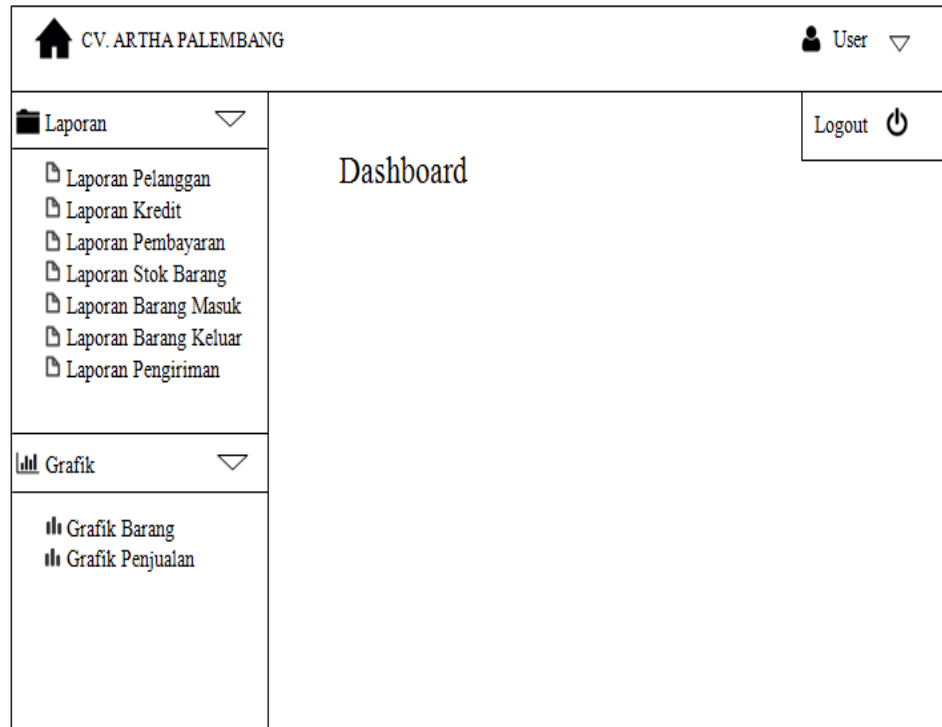 CV. ARTHA PALEMBANG
User
Logout
Laporan
Laporan Pelanggan
Laporan Kredit
Laporan Pembayaran
Laporan Stok Barang
Laporan Barang Masuk
Laporan Barang Keluar
Laporan Pengiriman
Grafik
Grafik Barang
Grafik Penjualan
Dashboard